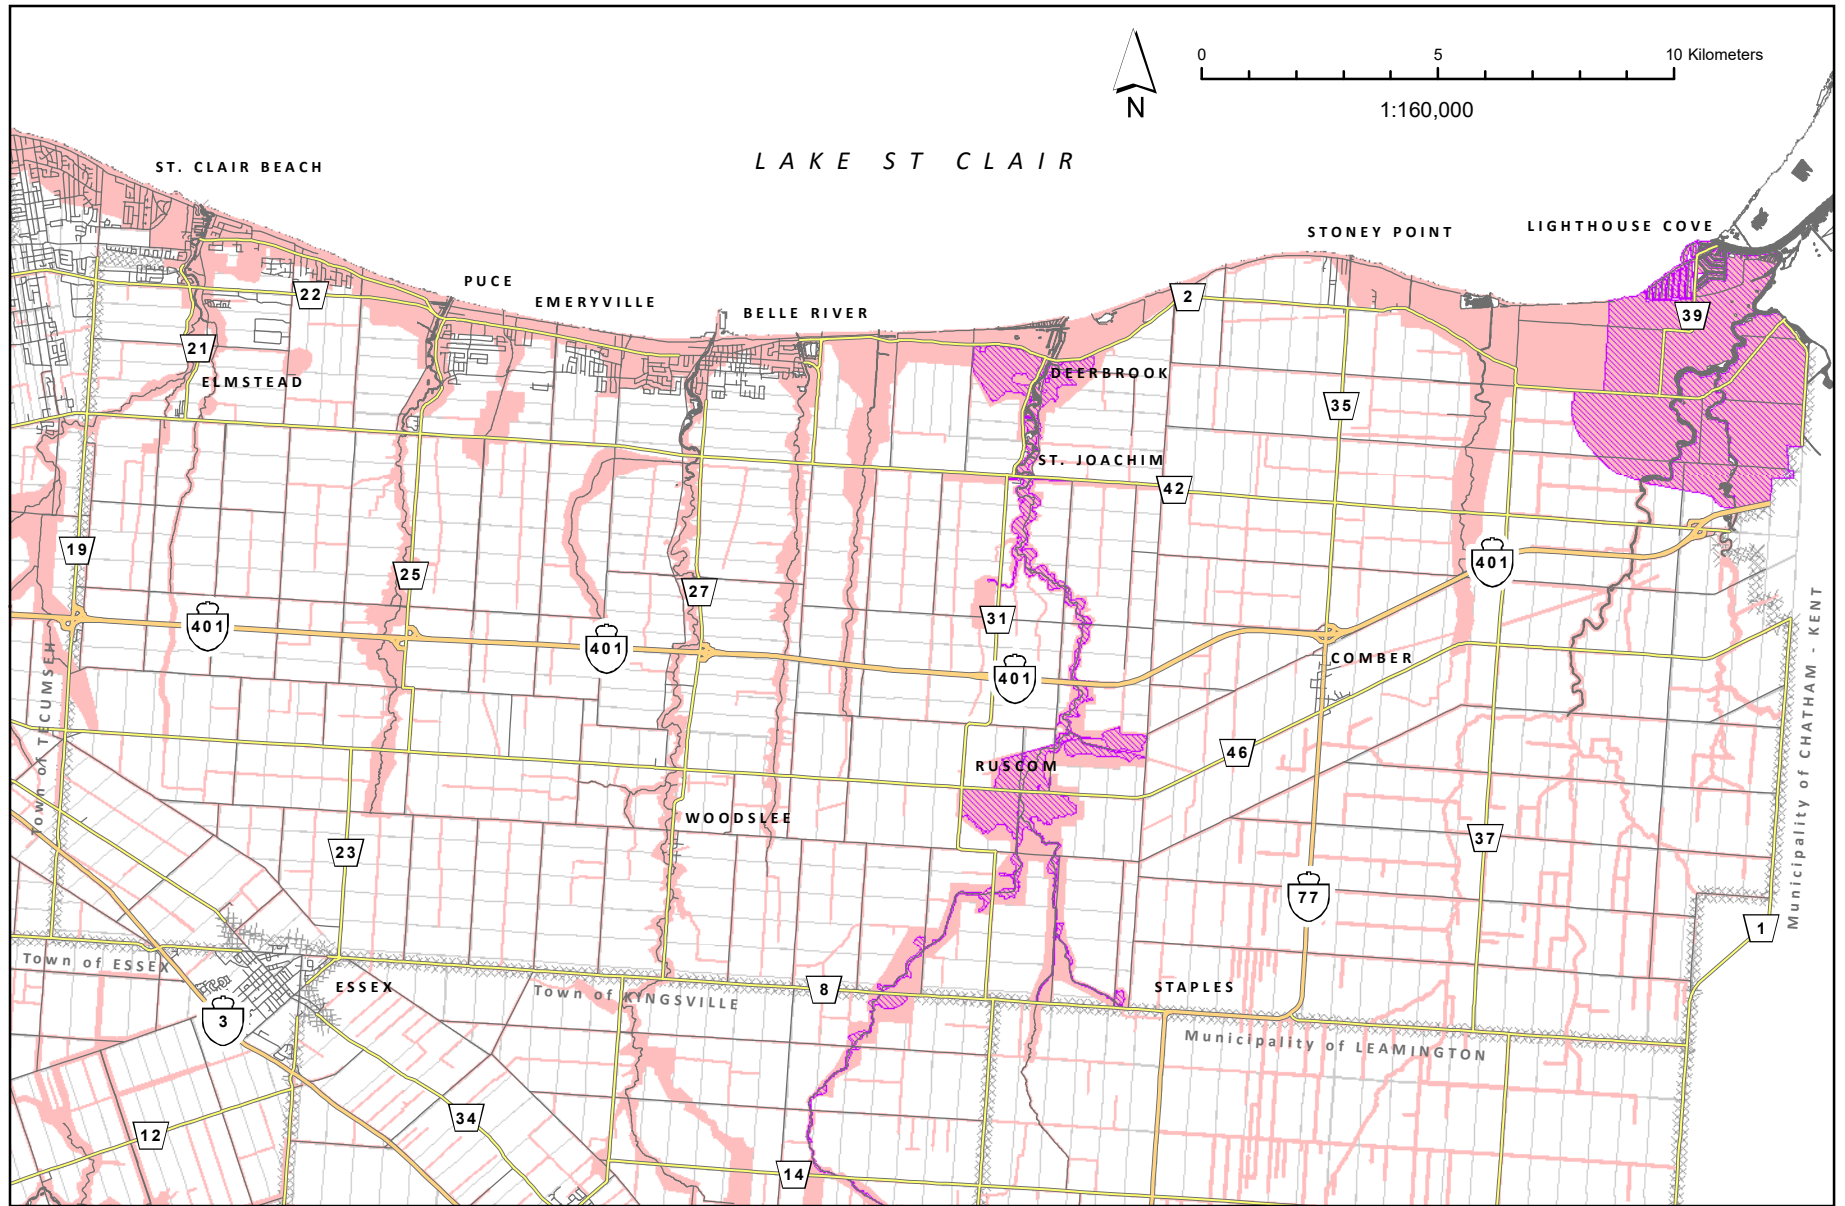 0 5 10 Kilometers
1:160,000
N
LAKE ST CLAIR
ST. CLAIR BEACH
STONEY POINT
LIGHTHOUSE COVE
PUCE
EMERYVILLE
BELLE RIVER
22
2
39
21
ELMSTEAD
DEERBROOK
35
ST. JOACHIM
42
19
25
27
401
31
401
401
401
COMBER
Town of TECUMSEH
Municipality of CHATHAM - KENT
46
RUSCOM
WOODSLEE
23
37
77
1
Town of ESSEX
ESSEX
Town of KINGSVILLE
8
STAPLES
3
Municipality of LEAMINGTON
34
12
14